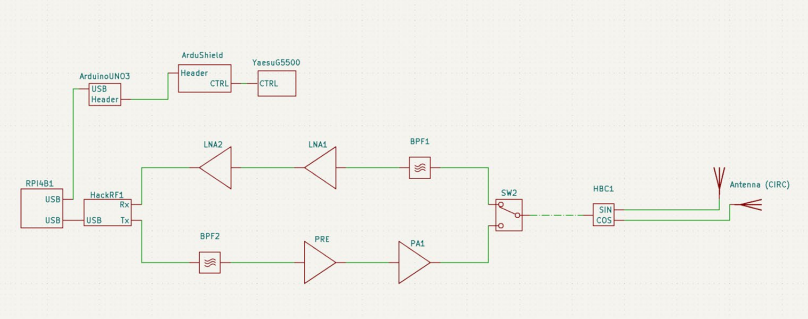 ArduShield
YaesuG5500
Header
CTRL
CTRL
ArduinoUNO3
USB
Header
LNA2
LNA1
BPF1
RPI4B1
USB
USB
HackRF1
Rx
USB
Tx
SW2
HBC1
SIN
COS
Antenna (CIRC)
BPF2
PRE
PA1